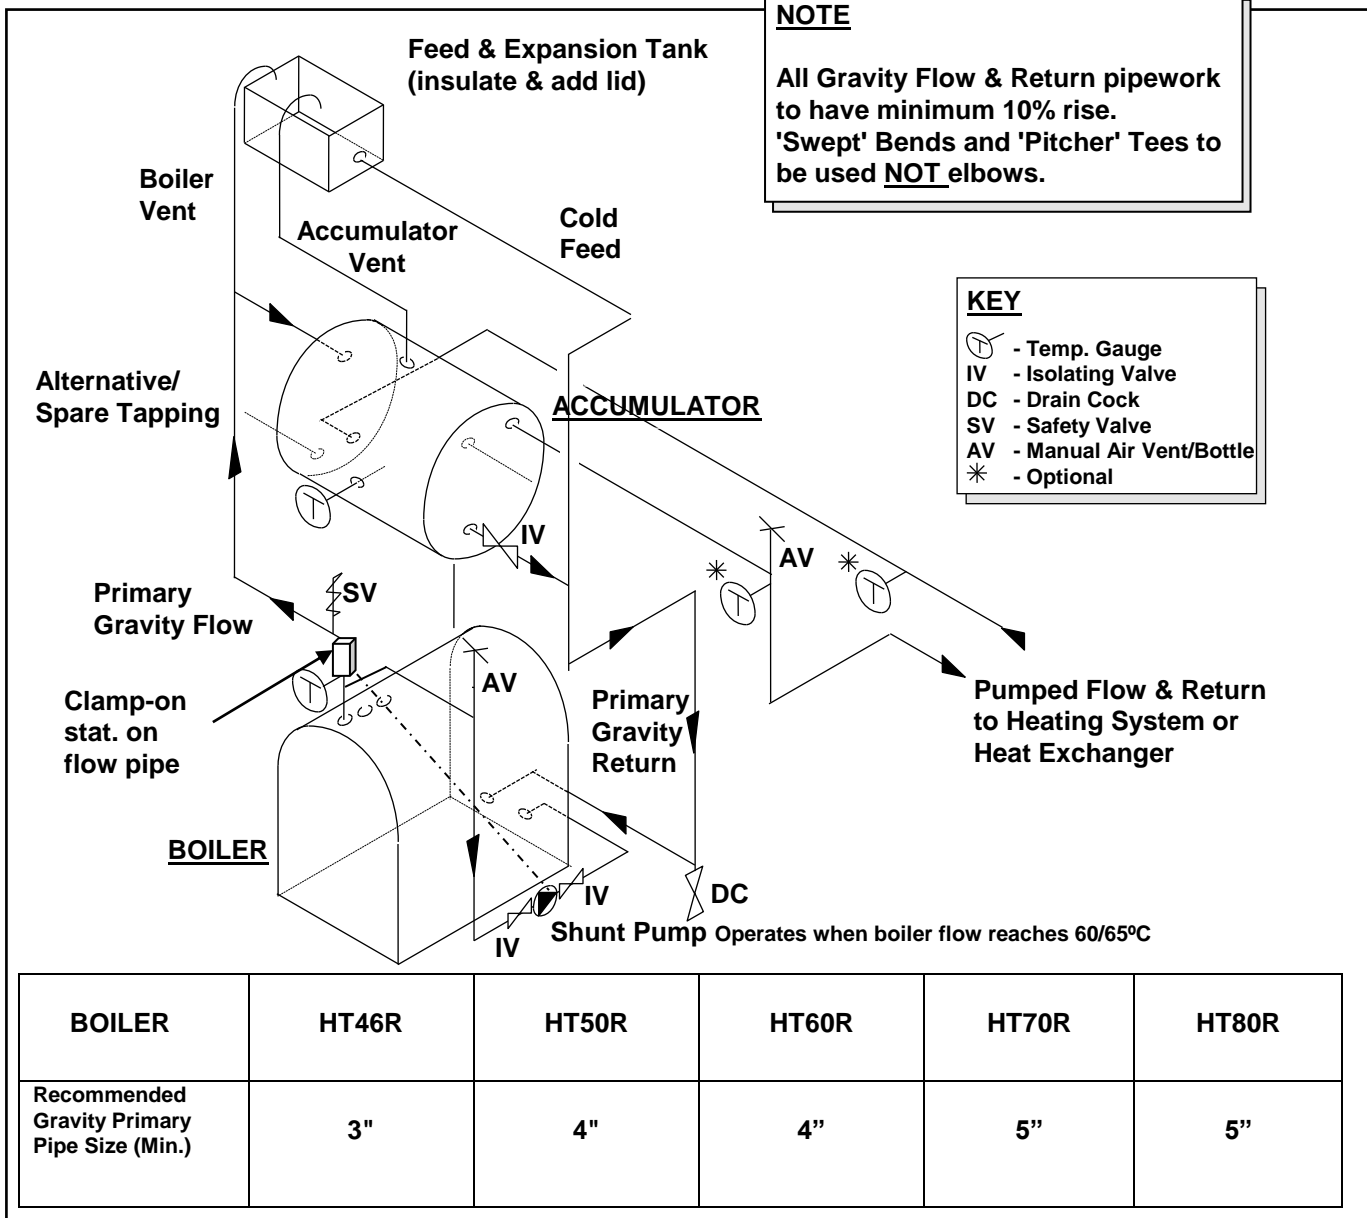 NOTE
All Gravity Flow & Return pipework
to have minimum 10% rise.
'Swept' Bends and 'Pitcher' Tees to
be used NOT elbows.
Feed & Expansion Tank
(insulate & add lid)
Boiler
Vent
Accumulator
Vent
Cold
Feed
KEY
T - Temp. Gauge
IV - Isolating Valve
DC - Drain Cock
SV - Safety Valve
AV - Manual Air Vent/Bottle
✳ - Optional
Alternative/
Spare Tapping
ACCUMULATOR
T
IV
AV
✳
T
✳
T
Primary
Gravity Flow
SV
T
Clamp-on
stat. on
flow pipe
AV
Primary
Gravity
Return
Pumped Flow & Return
to Heating System or
Heat Exchanger
BOILER
IV
IV
DC
Shunt Pump Operates when boiler flow reaches 60/65ºC
BOILER HT46R HT50R HT60R HT70R HT80R
Recommended
Gravity Primary
Pipe Size (Min.)
3" 4" 4” 5” 5”